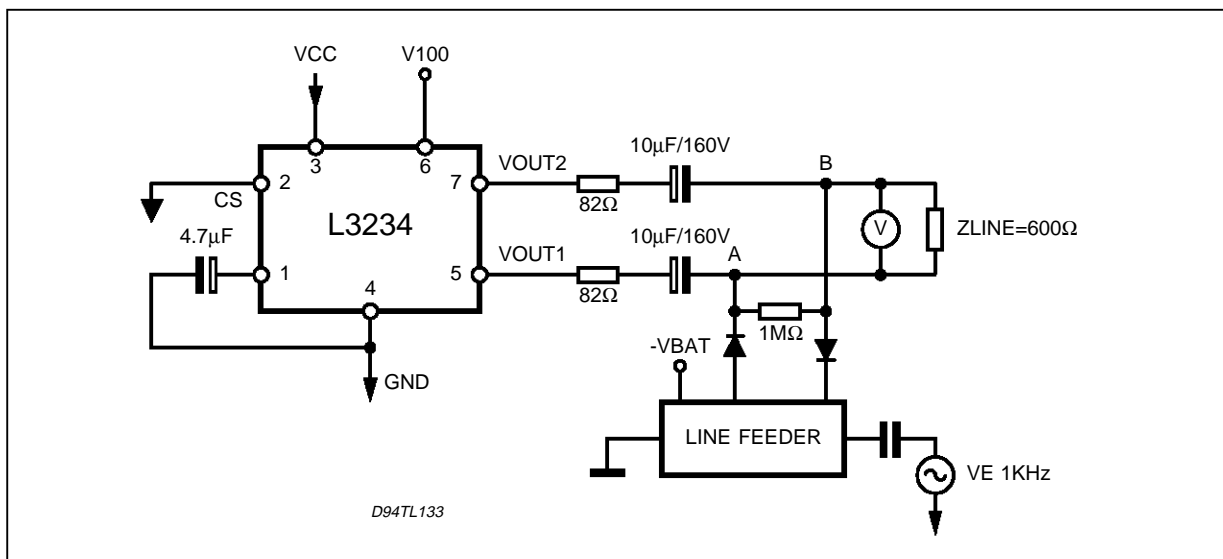 VCC
V100
10μF/160V
B
3
6
VOUT2
2
7
CS
82Ω
V
ZLINE=600Ω
L3234
4.7μF
10μF/160V
VOUT1
A
1
5
4
82Ω
1MΩ
-VBAT
GND
LINE FEEDER
VE 1KHz
D94TL133